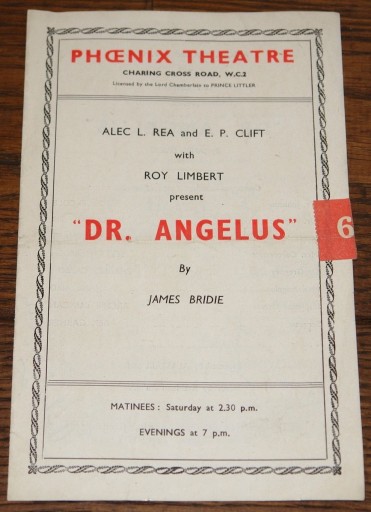 PHŒNIX THEATRE
CHARING CROSS ROAD, W.C.2
Licensed by the Lord Chamberlain to PRINCE LITTLER
ALEC L. REA and E. P. CLIFT
with
ROY LIMBERT
present
"DR. ANGELUS"
6
By
JAMES BRIDIE
MATINEES: Saturday at 2.30 p.m.
EVENINGS at 7 p.m.